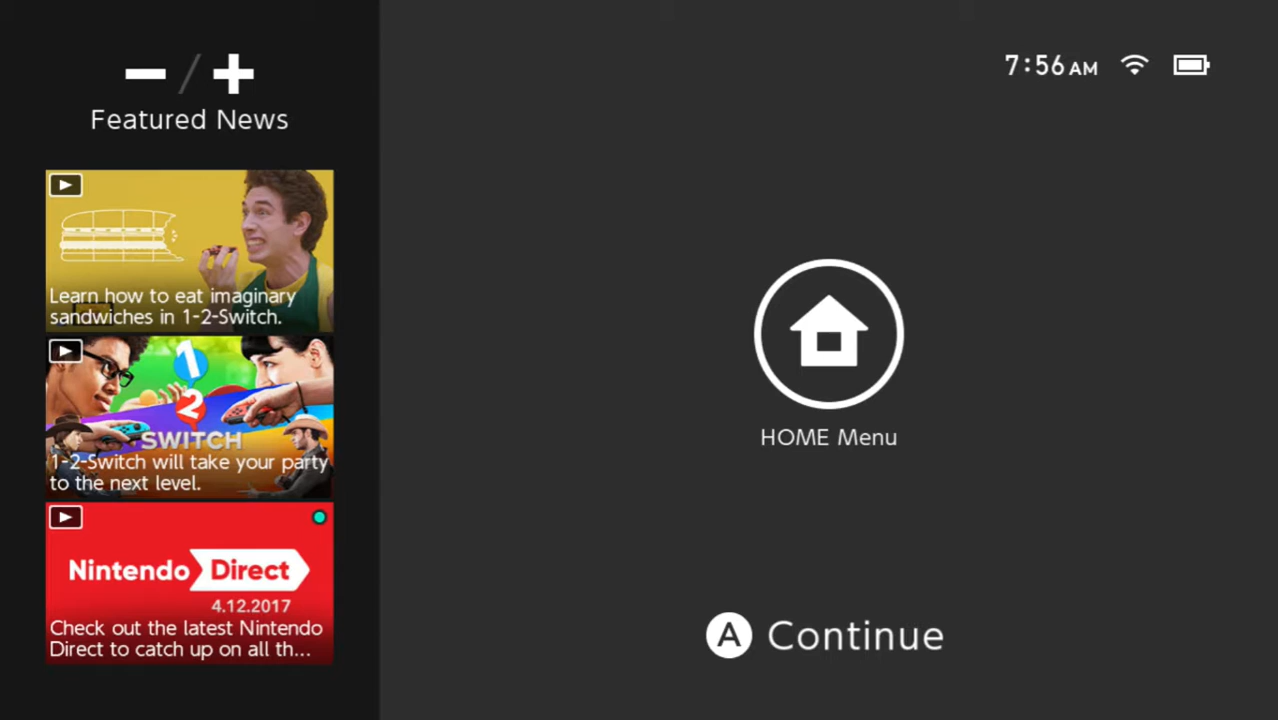 − / +
Featured News
Learn how to eat imaginary
sandwiches in 1-2-Switch.
1
2
SWITCH
1-2-Switch will take your party
to the next level.
Nintendo Direct
4.12.2017
Check out the latest Nintendo
Direct to catch up on all th...
7:56 AM
HOME Menu
A Continue